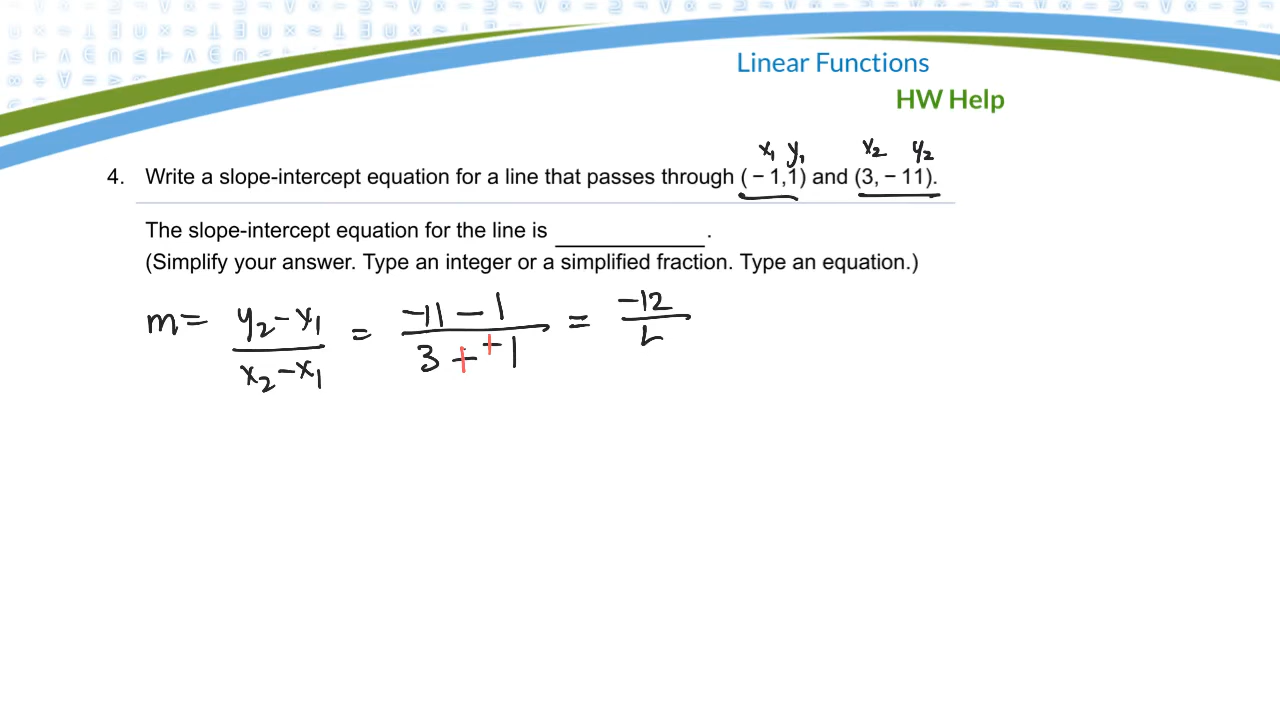 Linear Functions
HW Help
x₁ y₁ x₂ y₂
4. Write a slope-intercept equation for a line that passes through (−1,1) and (3,−11).
The slope-intercept equation for the line is ________.
(Simplify your answer. Type an integer or a simplified fraction. Type an equation.)
m = (y₂−y₁)/(x₂−x₁) = (−11−1)/(3++1) = −12/